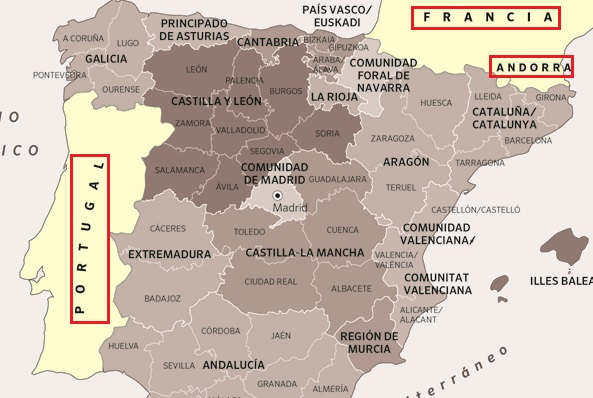 PAÍS VASCO/
EUSKADI
FRANCIA
PRINCIPADO
DE ASTURIAS
A CORUÑA
LUGO
CANTABRIA
BIZKAIA
GIPUZKOA
GALICIA
ARABA/
ÁLAVA
COMUNIDAD
FORAL DE
NAVARRA
ANDORRA
PONTEVEDRA
LEÓN
PALENCIA
BURGOS
OURENSE
LA RIOJA
HUESCA
LLEIDA
GIRONA
CASTILLA Y LEÓN
CATALUÑA/
CATALUNYA
ZAMORA
VALLADOLID
SORIA
ZARAGOZA
BARCELONA
SEGOVIA
PORTUGAL
SALAMANCA
COMUNIDAD
DE MADRID
ARAGÓN
TARRAGONA
ÁVILA
GUADALAJARA
TERUEL
Madrid
CASTELLÓN/CASTELLÓ
CÁCERES
TOLEDO
CUENCA
COMUNIDAD
VALENCIANA/
EXTREMADURA
CASTILLA-LA MANCHA
VALENCIA/
VALÈNCIA
COMUNITAT
VALENCIANA
CIUDAD REAL
ALBACETE
ILLES BALEA
BADAJOZ
ALICANTE/
ALACANT
CÓRDOBA
JAÉN
REGIÓN DE
MURCIA
HUELVA
SEVILLA
ANDALUCÍA
GRANADA
ALMERÍA
iterráneo
ICO